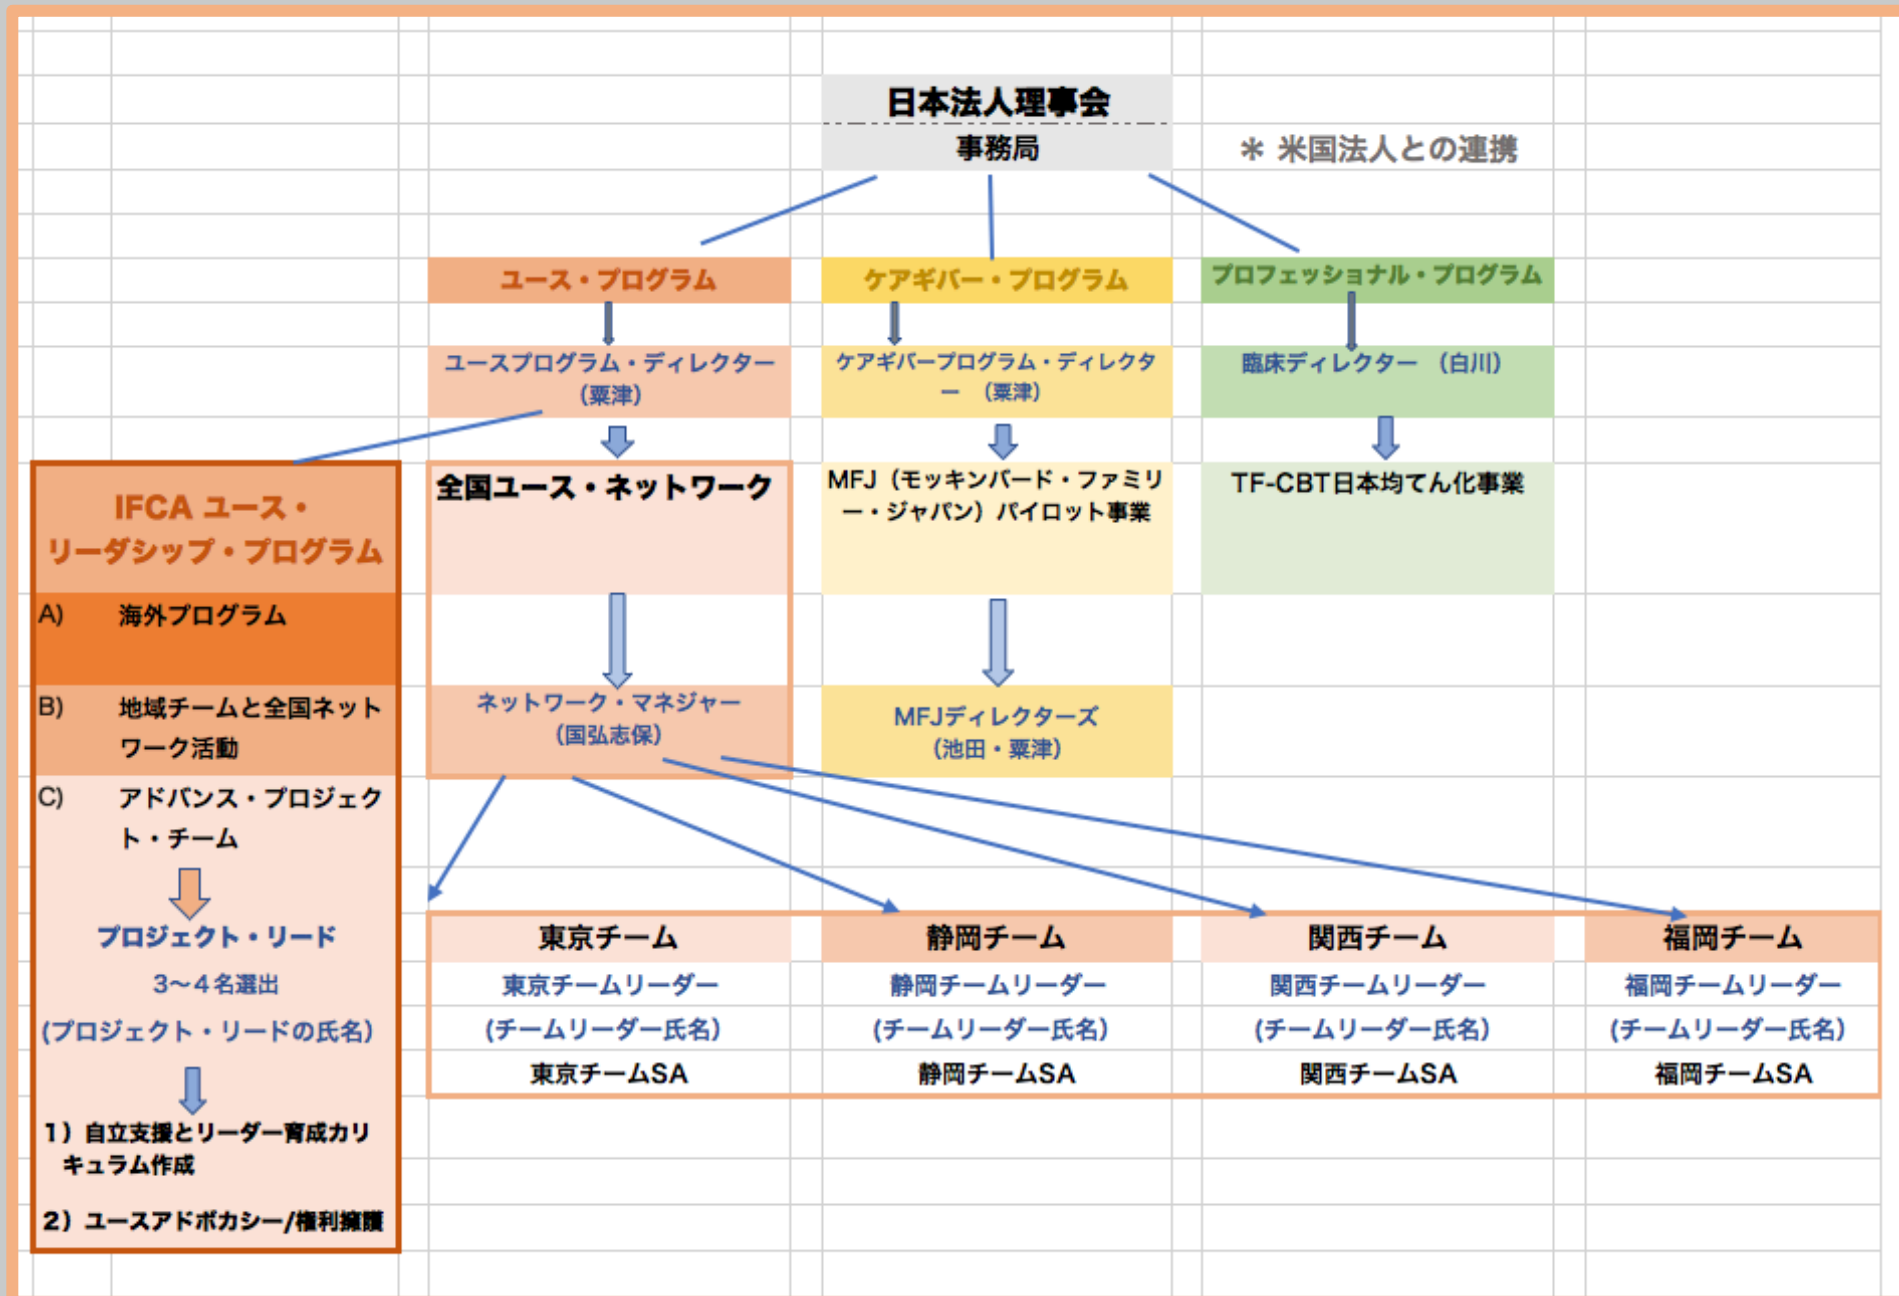 日本法人理事会
事務局
＊ 米国法人との連携
ユース・プログラム
ケアギバー・プログラム
プロフェッショナル・プログラム
ユースプログラム・ディレクター
（粟津）
ケアギバープログラム・ディレクタ
ー （粟津）
臨床ディレクター （白川）
IFCA ユース・
リーダシップ・プログラム
全国ユース・ネットワーク
MFJ（モッキンバード・ファミリ
ー・ジャパン）パイロット事業
TF-CBT日本均てん化事業
A) 海外プログラム
B) 地域チームと全国ネット
ワーク活動
ネットワーク・マネジャー
（国弘志保）
MFJディレクターズ
（池田・粟津）
C) アドバンス・プロジェク
ト・チーム
プロジェクト・リード
3〜４名選出
(プロジェクト・リードの氏名）
1）自立支援とリーダー育成カリ
キュラム作成
2）ユースアドボカシー/権利擁護
東京チーム
静岡チーム
関西チーム
福岡チーム
東京チームリーダー
静岡チームリーダー
関西チームリーダー
福岡チームリーダー
(チームリーダー氏名）
(チームリーダー氏名）
(チームリーダー氏名）
(チームリーダー氏名）
東京チームSA
静岡チームSA
関西チームSA
福岡チームSA